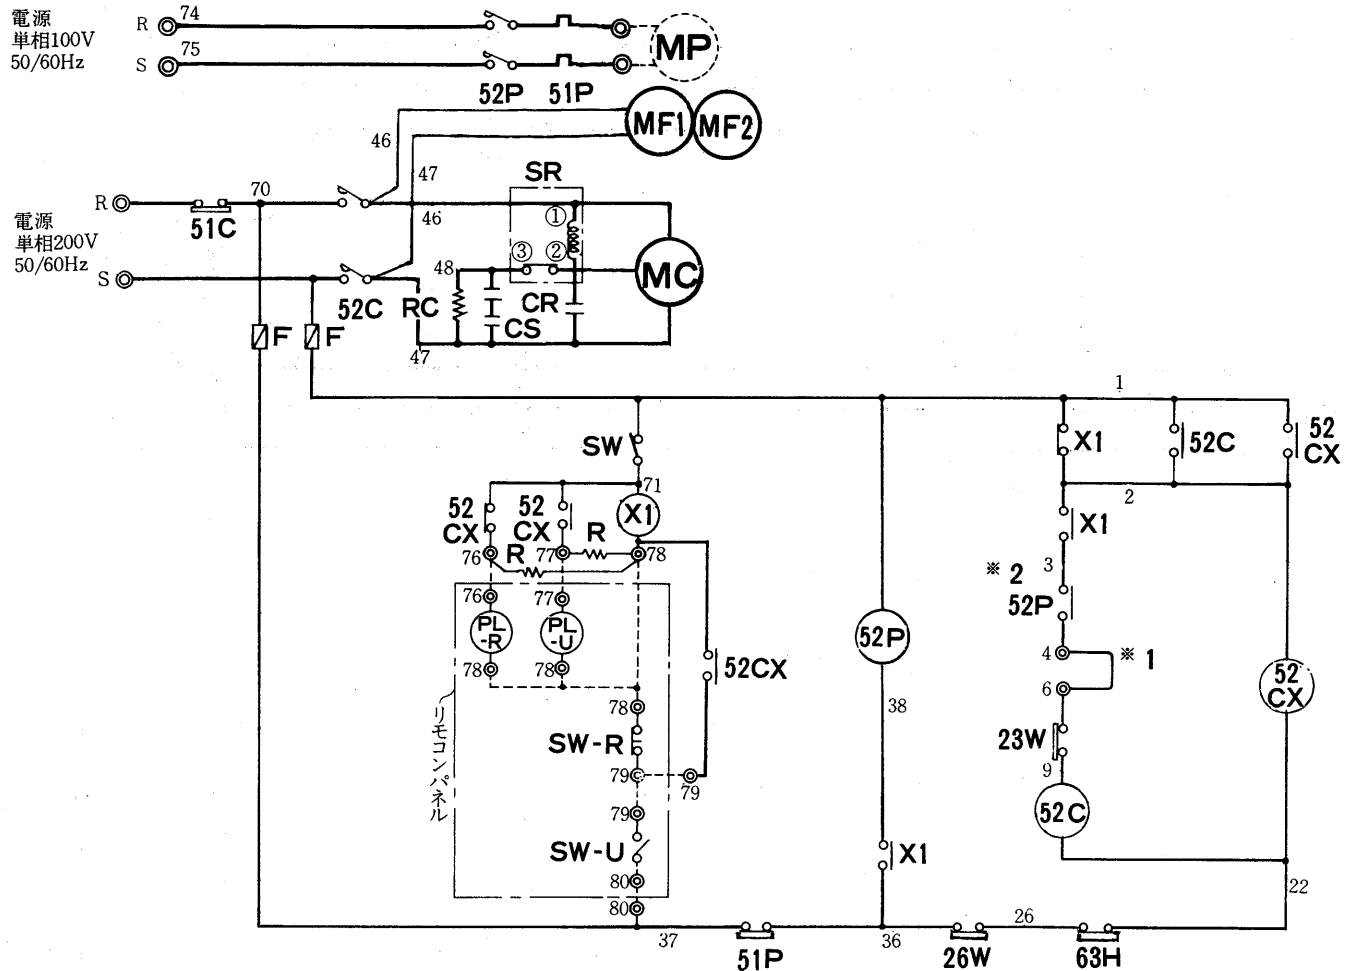 電源
単相100V
50/60Hz
R
74
S
75
52P
51P
MP
MF1
MF2
46
47
SR
電源
単相200V
50/60Hz
R
70
51C
46
①
③
②
MC
S
48
52C
RC
CS
CR
47
F
F
1
SW
X1
52C
52
CX
71
2
52
CX
52
CX
X1
R
X1
76
R
77
78
3
※2
52P
76
77
PL
-R
PL
-U
52P
4
※1
78
78
52CX
6
52
CX
78
38
リモコンパネル
SW-R
23W
79
79
9
79
52C
SW-U
X1
80
22
80
37
36
26
51P
26W
63H